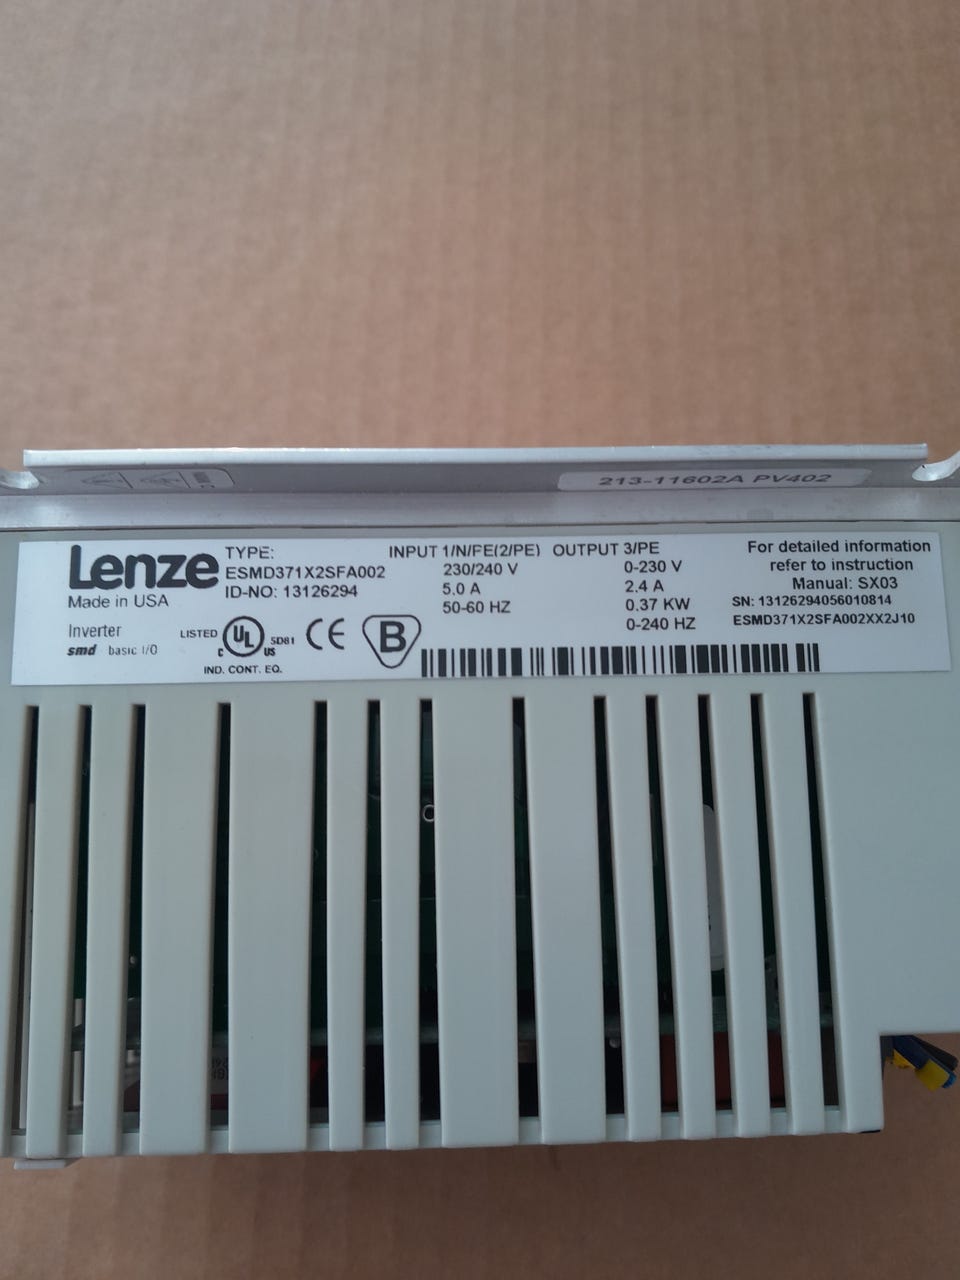 213-11602A PV402
Lenze
Made in USA
Inverter
smd basic I/O
TYPE:
ESMD371X2SFA002
ID-NO: 13126294
LISTED
UL
C US
5D81
IND. CONT. EQ.
CE
B
INPUT 1/N/FE(2/PE)
230/240 V
5.0 A
50-60 HZ
OUTPUT 3/PE
0-230 V
2.4 A
0.37 KW
0-240 HZ
For detailed information
refer to instruction
Manual: SX03
SN: 13126294056010814
ESMD371X2SFA002XX2J10